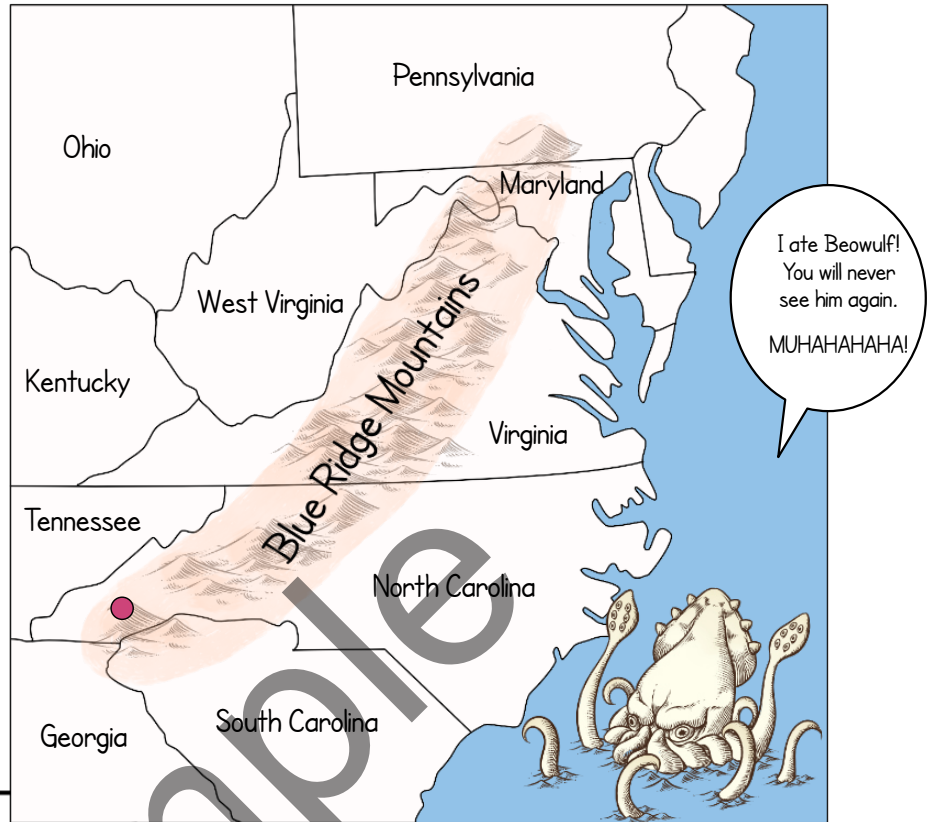 Pennsylvania
Ohio
Maryland
I ate Beowulf!
You will never
see him again.
MUHAHAHAHA!
West Virginia
Blue Ridge Mountains
Kentucky
Virginia
Tennessee
North Carolina
South Carolina
Georgia
mple